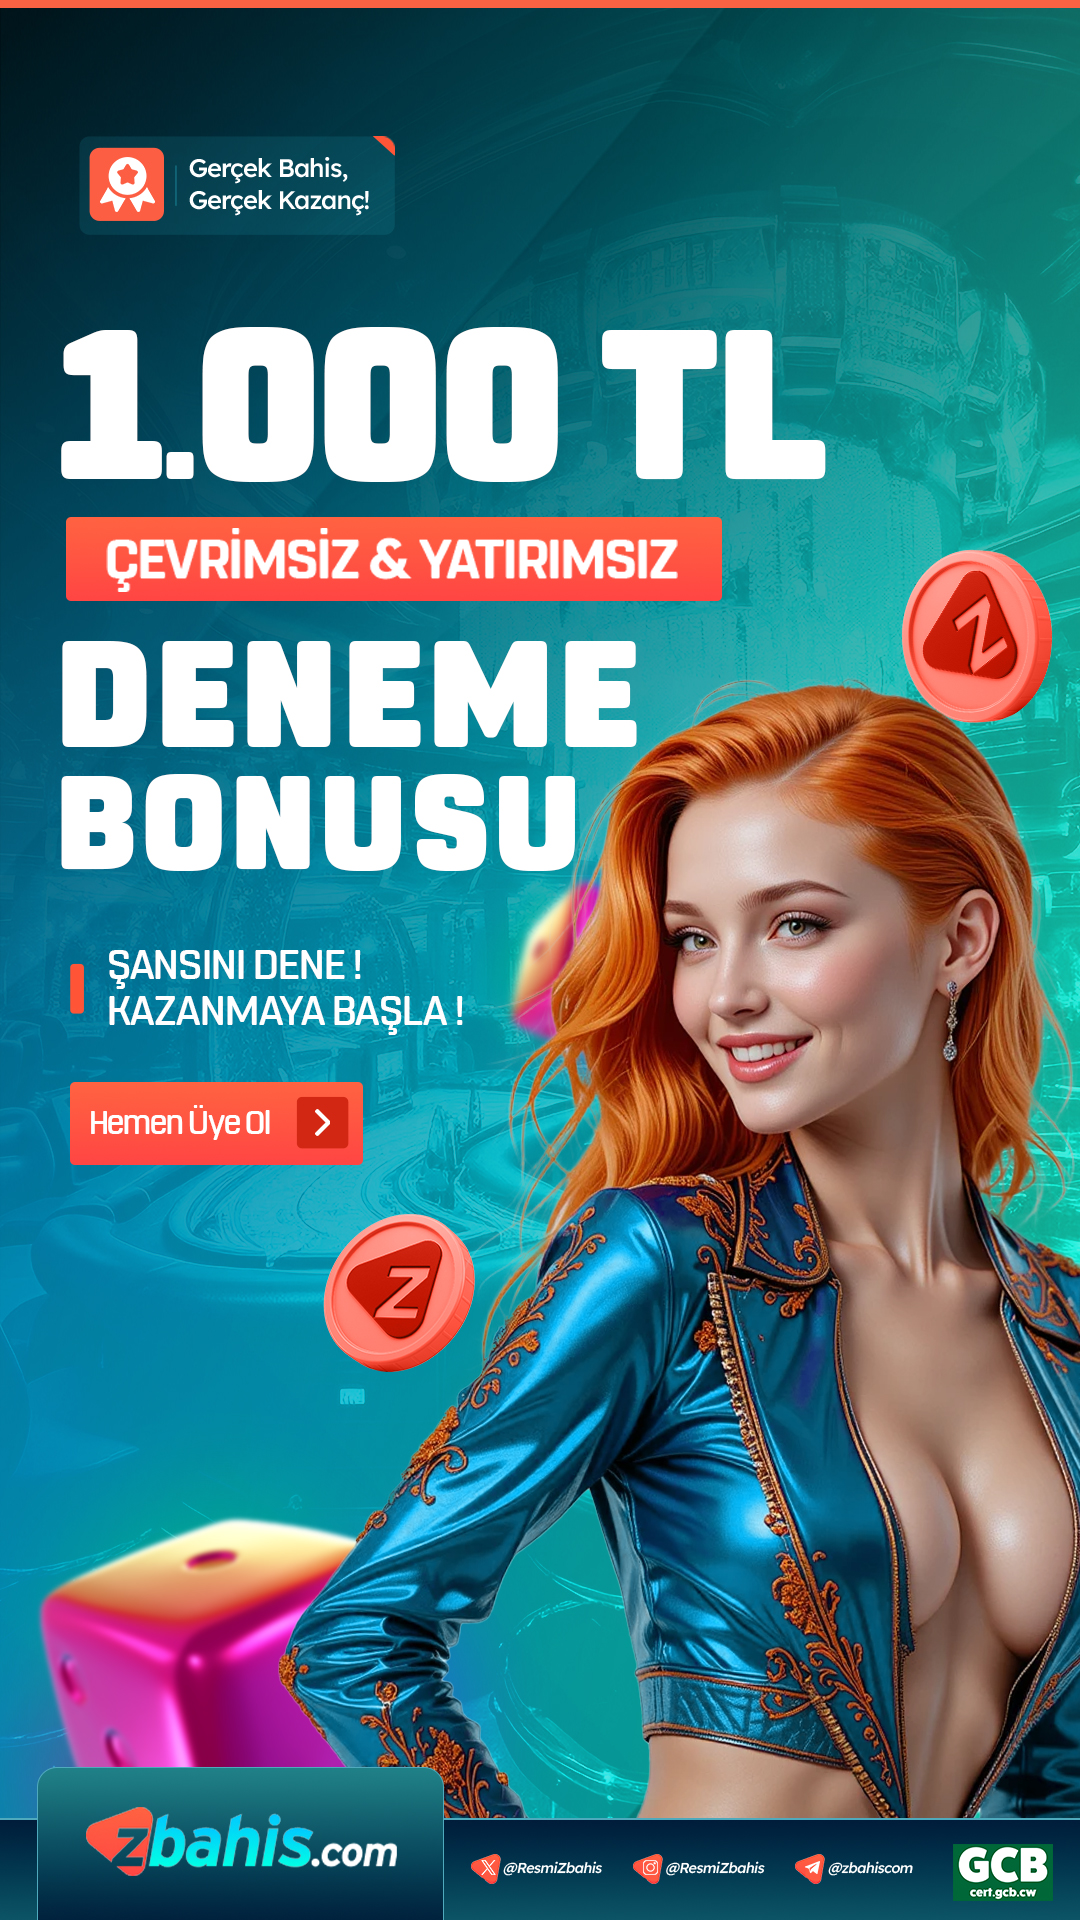 Gerçek Bahis,
Gerçek Kazanç!
1.000 TL
ÇEVRİMSİZ & YATIRIMSIZ
DENEME
BONUSU
ŞANSINI DENE !
KAZANMAYA BAŞLA !
Hemen Üye Ol
Z
Z
zbahis.com
@ResmiZbahis
@ResmiZbahis
@zbahiscom
GCB
cert.gcb.cw